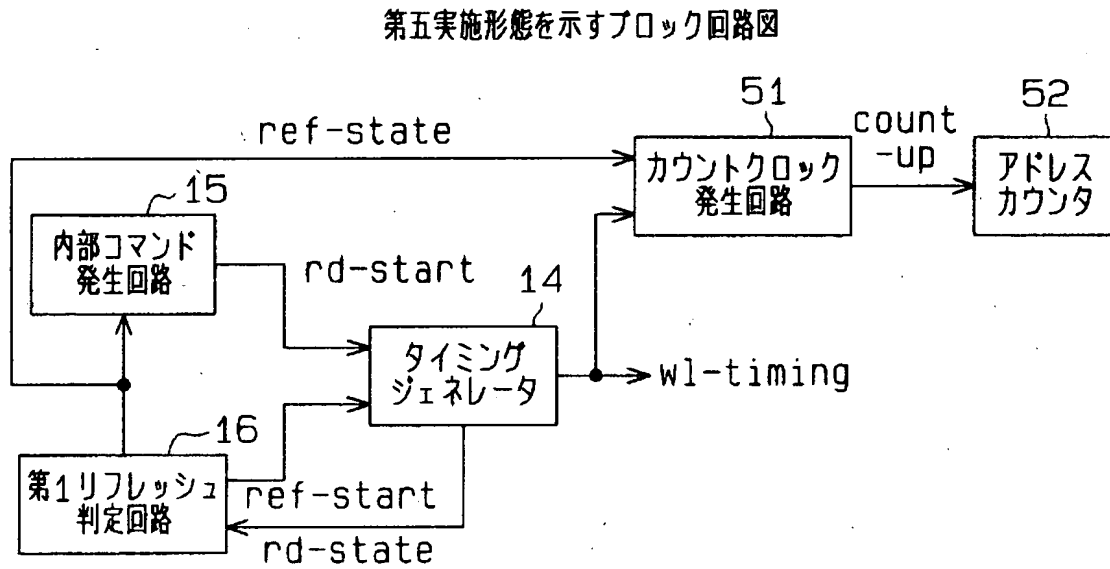 第五実施形態を示すブロック回路図
51
52
ref-state
count
-up
カウントクロック
発生回路
アドレス
カウンタ
15
内部コマンド
発生回路
rd-start
14
タイミング
ジェネレータ
wl-timing
16
第1リフレッシュ
判定回路
ref-start
rd-state